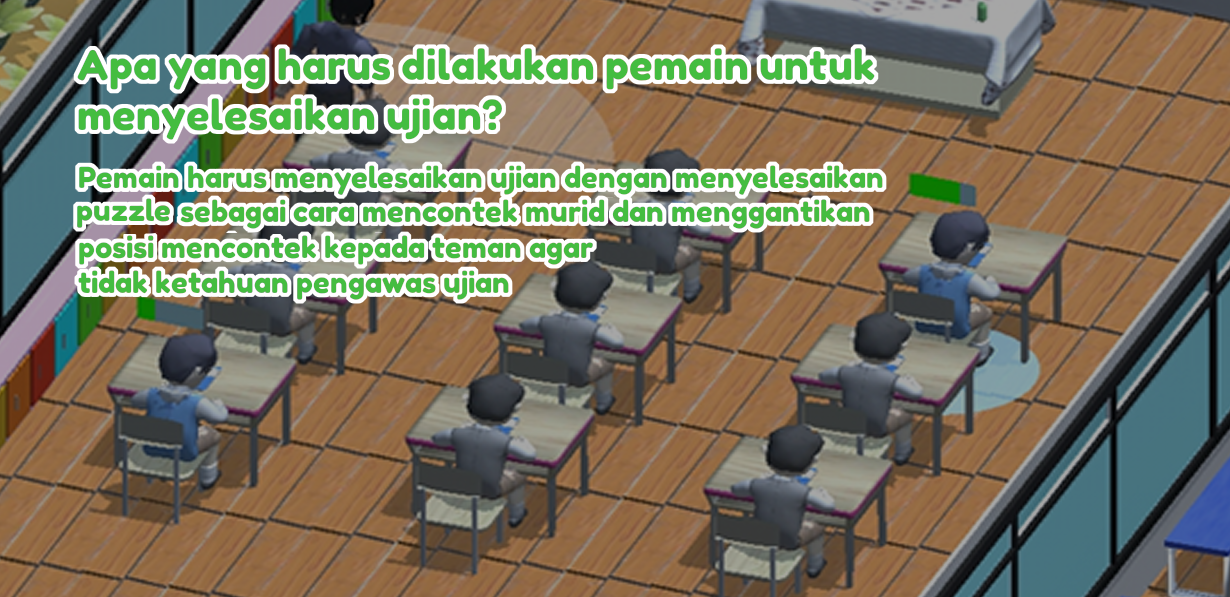 Apa yang harus dilakukan pemain untuk
menyelesaikan ujian?
Pemain harus menyelesaikan ujian dengan menyelesaikan
puzzle sebagai cara mencontek murid dan menggantikan
posisi mencontek kepada teman agar
tidak ketahuan pengawas ujian